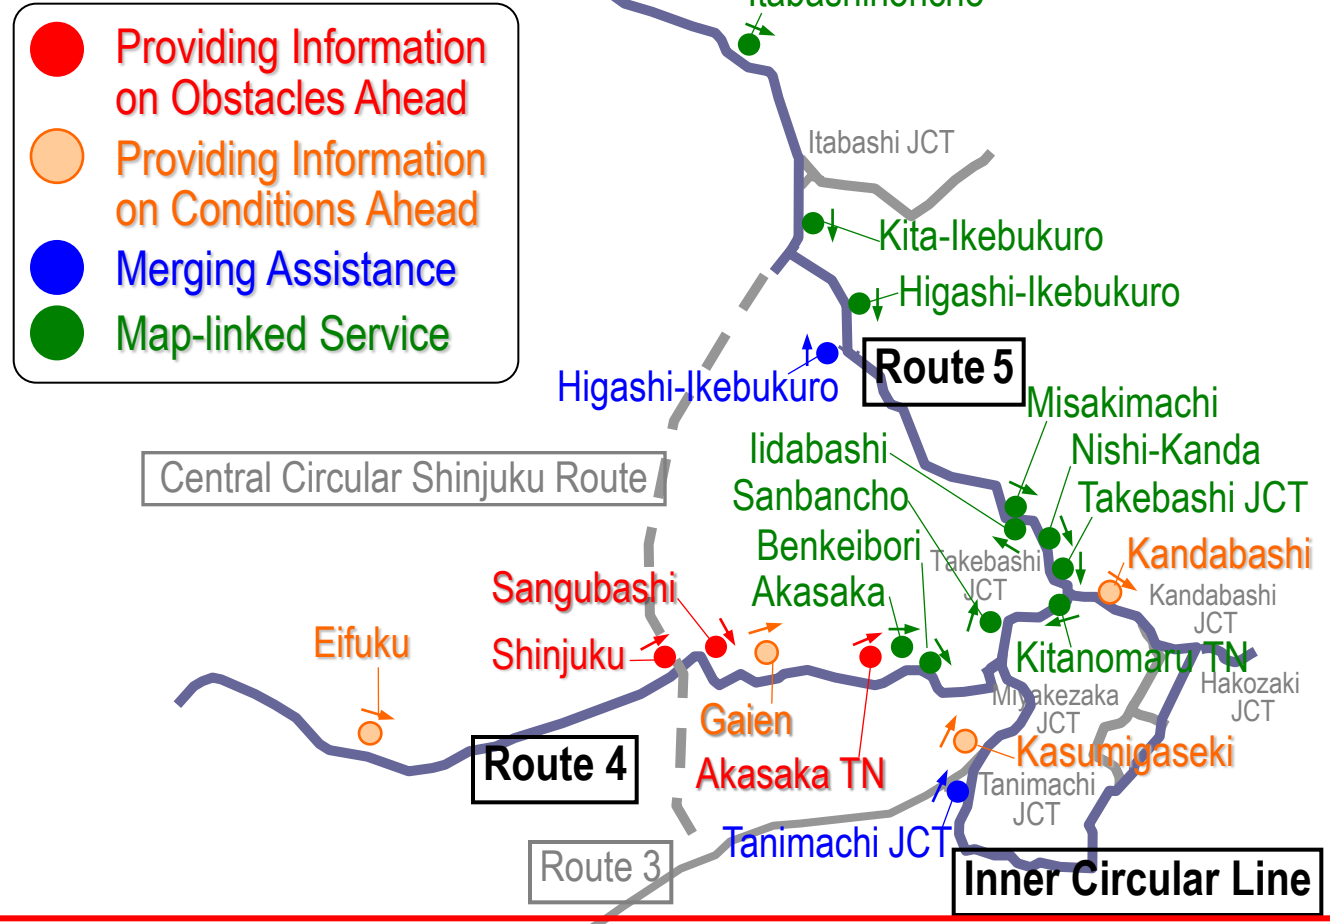 Itabashihoncho
Providing Information
on Obstacles Ahead
Providing Information
on Conditions Ahead
Merging Assistance
Map-linked Service
Itabashi JCT
Kita-Ikebukuro
Higashi-Ikebukuro
Route 5
Higashi-Ikebukuro
Misakimachi
Iidabashi
Nishi-Kanda
Central Circular Shinjuku Route
Sanbancho
Takebashi JCT
Benkeibori
Takebashi
JCT
Kandabashi
Sangubashi
Akasaka
Kandabashi
JCT
Eifuku
Shinjuku
Kitanomaru TN
Miyakezaka
JCT
Hakozaki
JCT
Gaien
Kasumigaseki
Route 4
Akasaka TN
Tanimachi
JCT
Tanimachi JCT
Route 3
Inner Circular Line